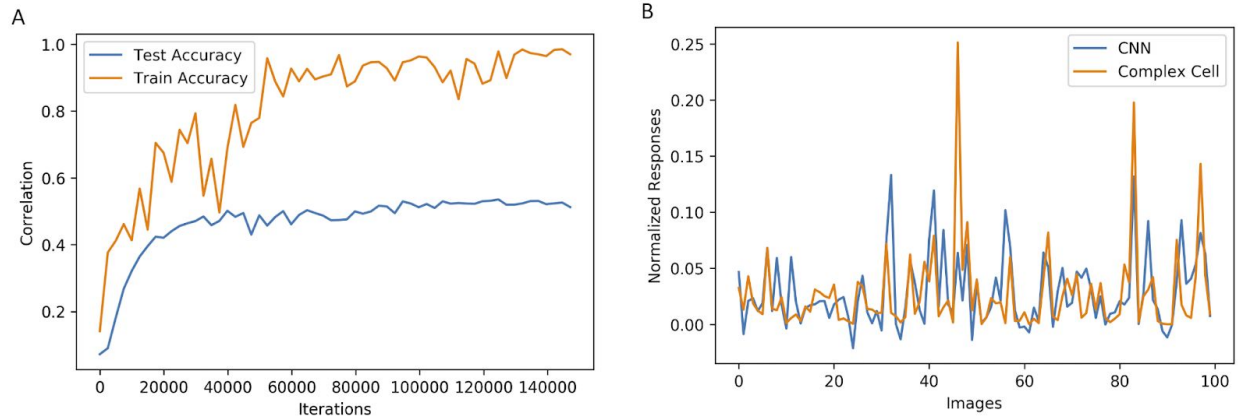 A
Test Accuracy
Train Accuracy
Correlation
1.0
0.8
0.6
0.4
0.2
0
20000
40000
60000
80000
100000
120000
140000
Iterations
B
CNN
Complex Cell
Normalized Responses
0.25
0.20
0.15
0.10
0.05
0.00
0
20
40
60
80
100
Images